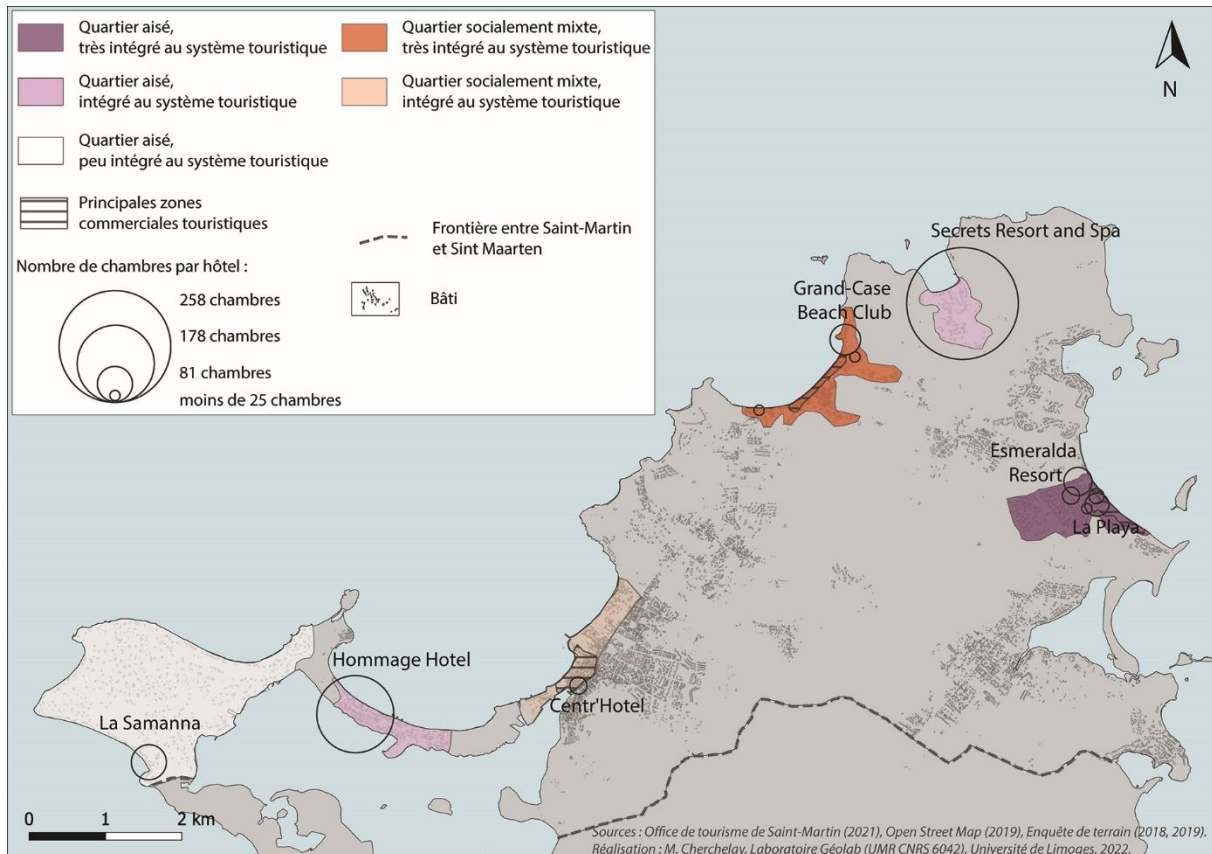 Quartier aisé,
très intégré au système touristique
Quartier socialement mixte,
très intégré au système touristique
Quartier aisé,
intégré au système touristique
Quartier socialement mixte,
intégré au système touristique
Quartier aisé,
peu intégré au système touristique
Principales zones
commerciales touristiques
Frontière entre Saint-Martin
et Sint Maarten
Nombre de chambres par hôtel :
258 chambres
178 chambres
81 chambres
moins de 25 chambres
Bâti
N
Secrets Resort and Spa
Grand-Case
Beach Club
Esmeralda
Resort
La Playa
Hommage Hotel
Centr'Hotel
La Samanna
0 1 2 km
Sources : Office de tourisme de Saint-Martin (2021), Open Street Map (2019), Enquête de terrain (2018, 2019).
Réalisation : M. Cherchelay, Laboratoire Géolab (UMR CNRS 6042), Université de Limoges, 2022.